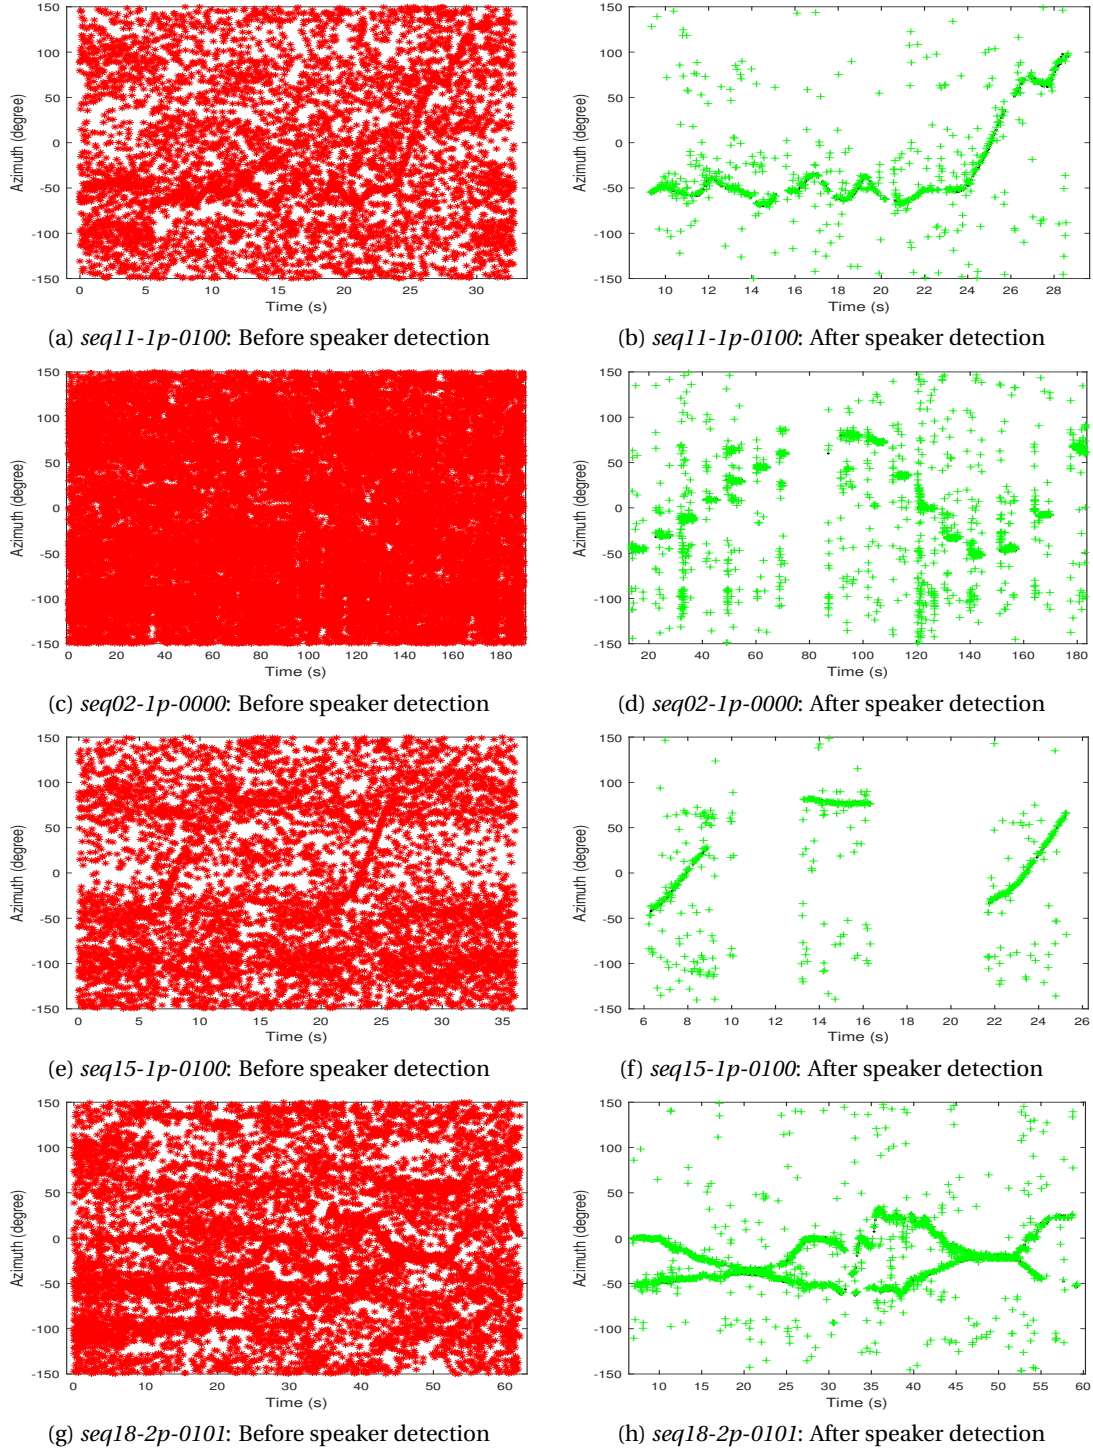 150
100
50
0
-50
-100
-150
Azimuth (degree)
0 5 10 15 20 25 30
Time (s)
(a) seq11-1p-0100: Before speaker detection
150
100
50
0
-50
-100
-150
Azimuth (degree)
10 12 14 16 18 20 22 24 26 28
Time (s)
(b) seq11-1p-0100: After speaker detection
150
100
50
0
-50
-100
-150
Azimuth (degree)
0 20 40 60 80 100 120 140 160 180
Time (s)
(c) seq02-1p-0000: Before speaker detection
150
100
50
0
-50
-100
-150
Azimuth (degree)
20 40 60 80 100 120 140 160 180
Time (s)
(d) seq02-1p-0000: After speaker detection
150
100
50
0
-50
-100
-150
Azimuth (degree)
0 5 10 15 20 25 30 35
Time (s)
(e) seq15-1p-0100: Before speaker detection
150
100
50
0
-50
-100
-150
Azimuth (degree)
6 8 10 12 14 16 18 20 22 24 26
Time (s)
(f) seq15-1p-0100: After speaker detection
150
100
50
0
-50
-100
-150
Azimuth (degree)
0 10 20 30 40 50 60
Time (s)
(g) seq18-2p-0101: Before speaker detection
150
100
50
0
-50
-100
-150
Azimuth (degree)
10 15 20 25 30 35 40 45 50 55 60
Time (s)
(h) seq18-2p-0101: After speaker detection